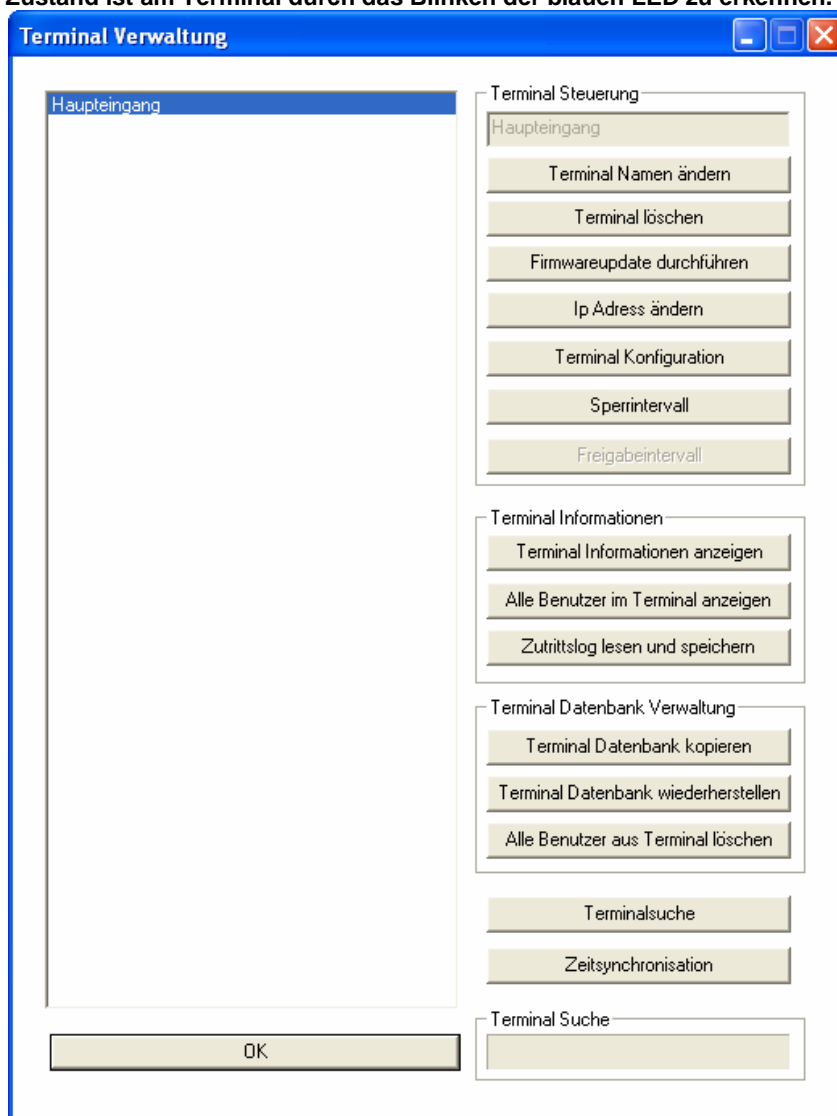 Zustand ist am Terminal durch das Blinken der blauen LED zu erkennen.
Terminal Verwaltung
Haupteingang
Terminal Steuerung
Haupteingang
Terminal Namen ändern
Terminal löschen
Firmwareupdate durchführen
Ip Adress ändern
Terminal Konfiguration
Sperrintervall
Freigabeintervall
Terminal Informationen
Terminal Informationen anzeigen
Alle Benutzer im Terminal anzeigen
Zutrittslog lesen und speichern
Terminal Datenbank Verwaltung
Terminal Datenbank kopieren
Terminal Datenbank wiederherstellen
Alle Benutzer aus Terminal löschen
Terminalsuche
Zeitsynchronisation
Terminal Suche
OK